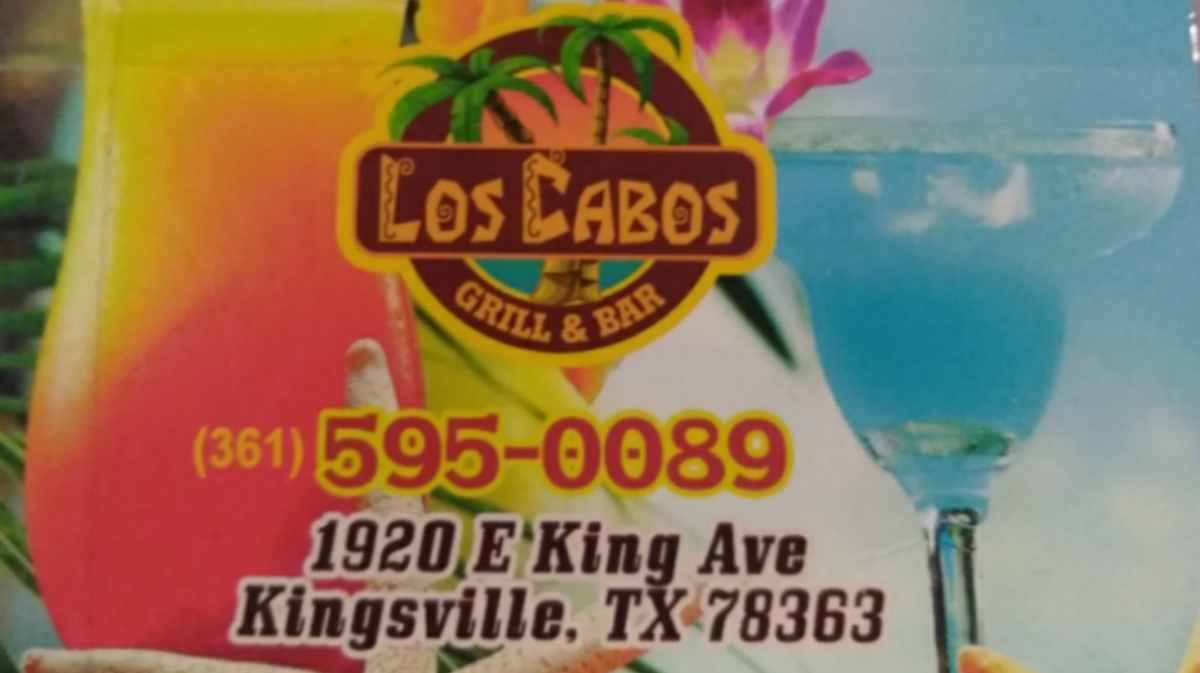 LOS CABOS
GRILL & BAR
(361) 595-0089
1920 E King Ave
Kingsville, TX 78363